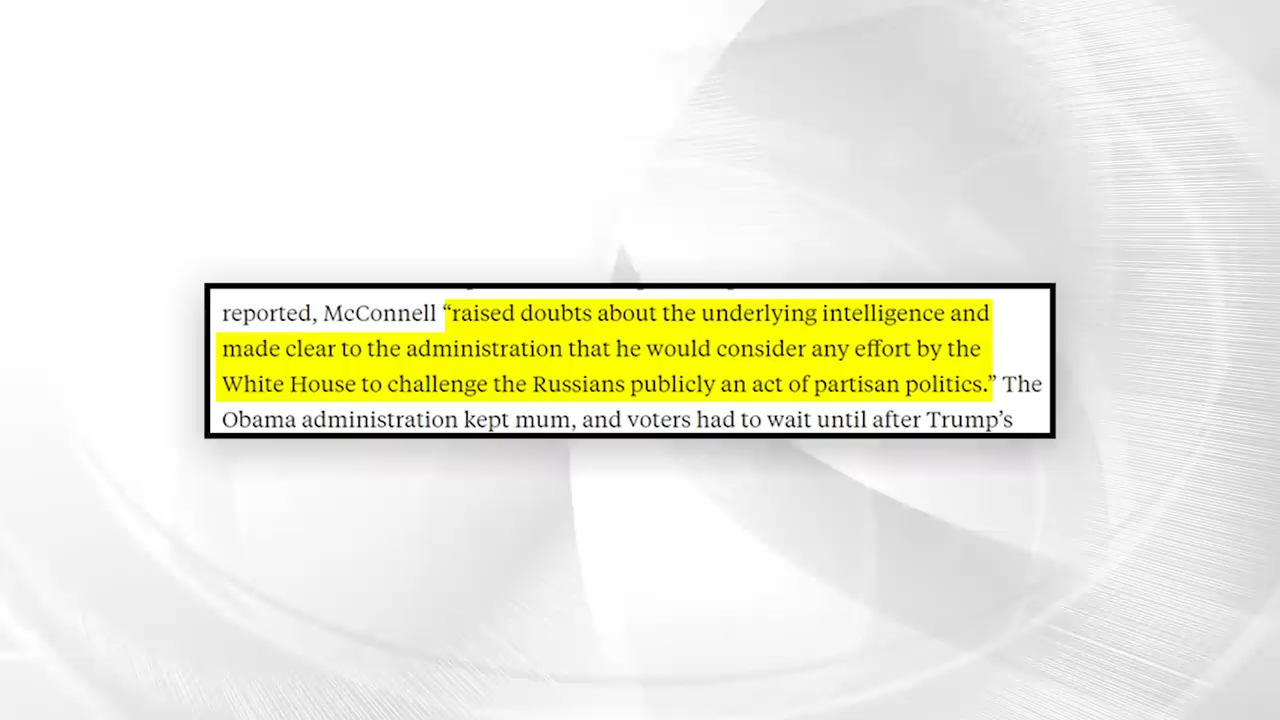 reported, McConnell “raised doubts about the underlying intelligence and
made clear to the administration that he would consider any effort by the
White House to challenge the Russians publicly an act of partisan politics.” The
Obama administration kept mum, and voters had to wait until after Trump’s